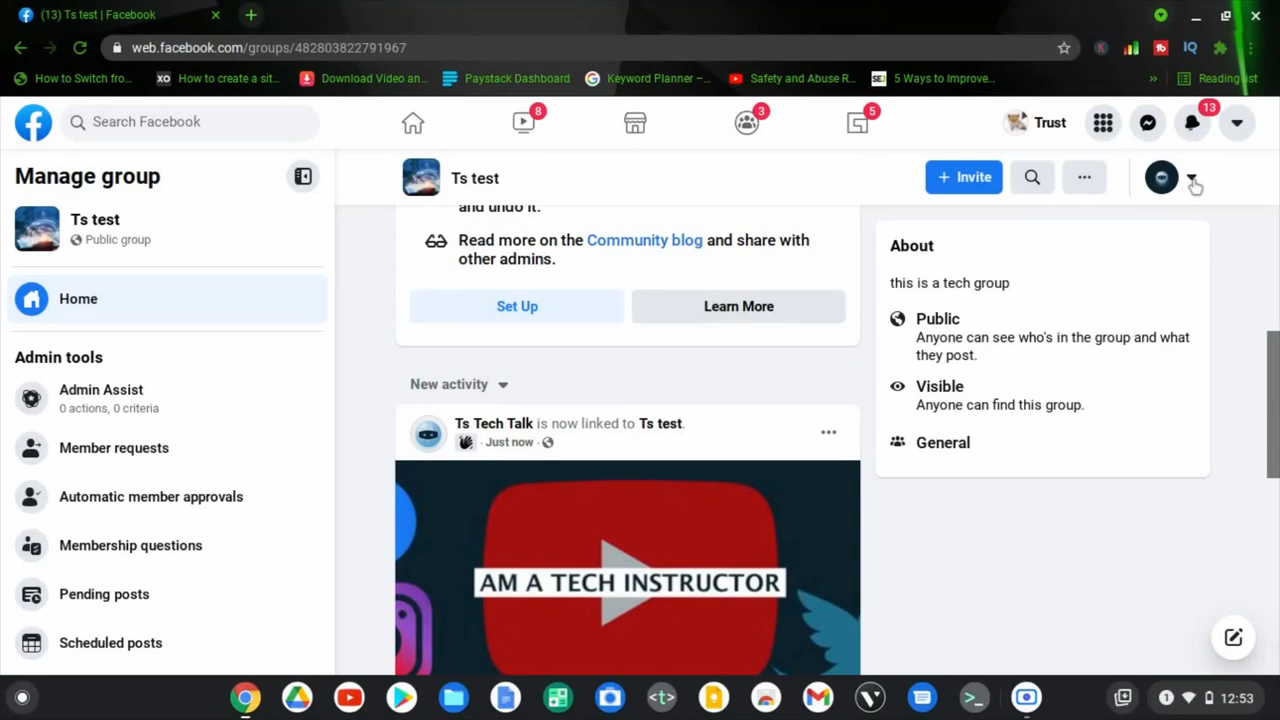 (13) Ts test | Facebook
web.facebook.com/groups/482803822791967
How to Switch fro...
XO How to create a sit...
Download Video an...
Paystack Dashboard
Keyword Planner –...
Safety and Abuse R...
5 Ways to Improve...
»
Reading list
Search Facebook
8
3
5
Trust
13
Manage group
Ts test
Public group
Home
Admin tools
Admin Assist
0 actions, 0 criteria
Member requests
Automatic member approvals
Membership questions
Pending posts
Scheduled posts
Ts test
+ Invite
and undo it.
Read more on the Community blog and share with
other admins.
Set Up
Learn More
New activity
Ts Tech Talk is now linked to Ts test.
· Just now ·
AM A TECH INSTRUCTOR
About
this is a tech group
Public
Anyone can see who's in the group and what
they post.
Visible
Anyone can find this group.
General
1
12:53